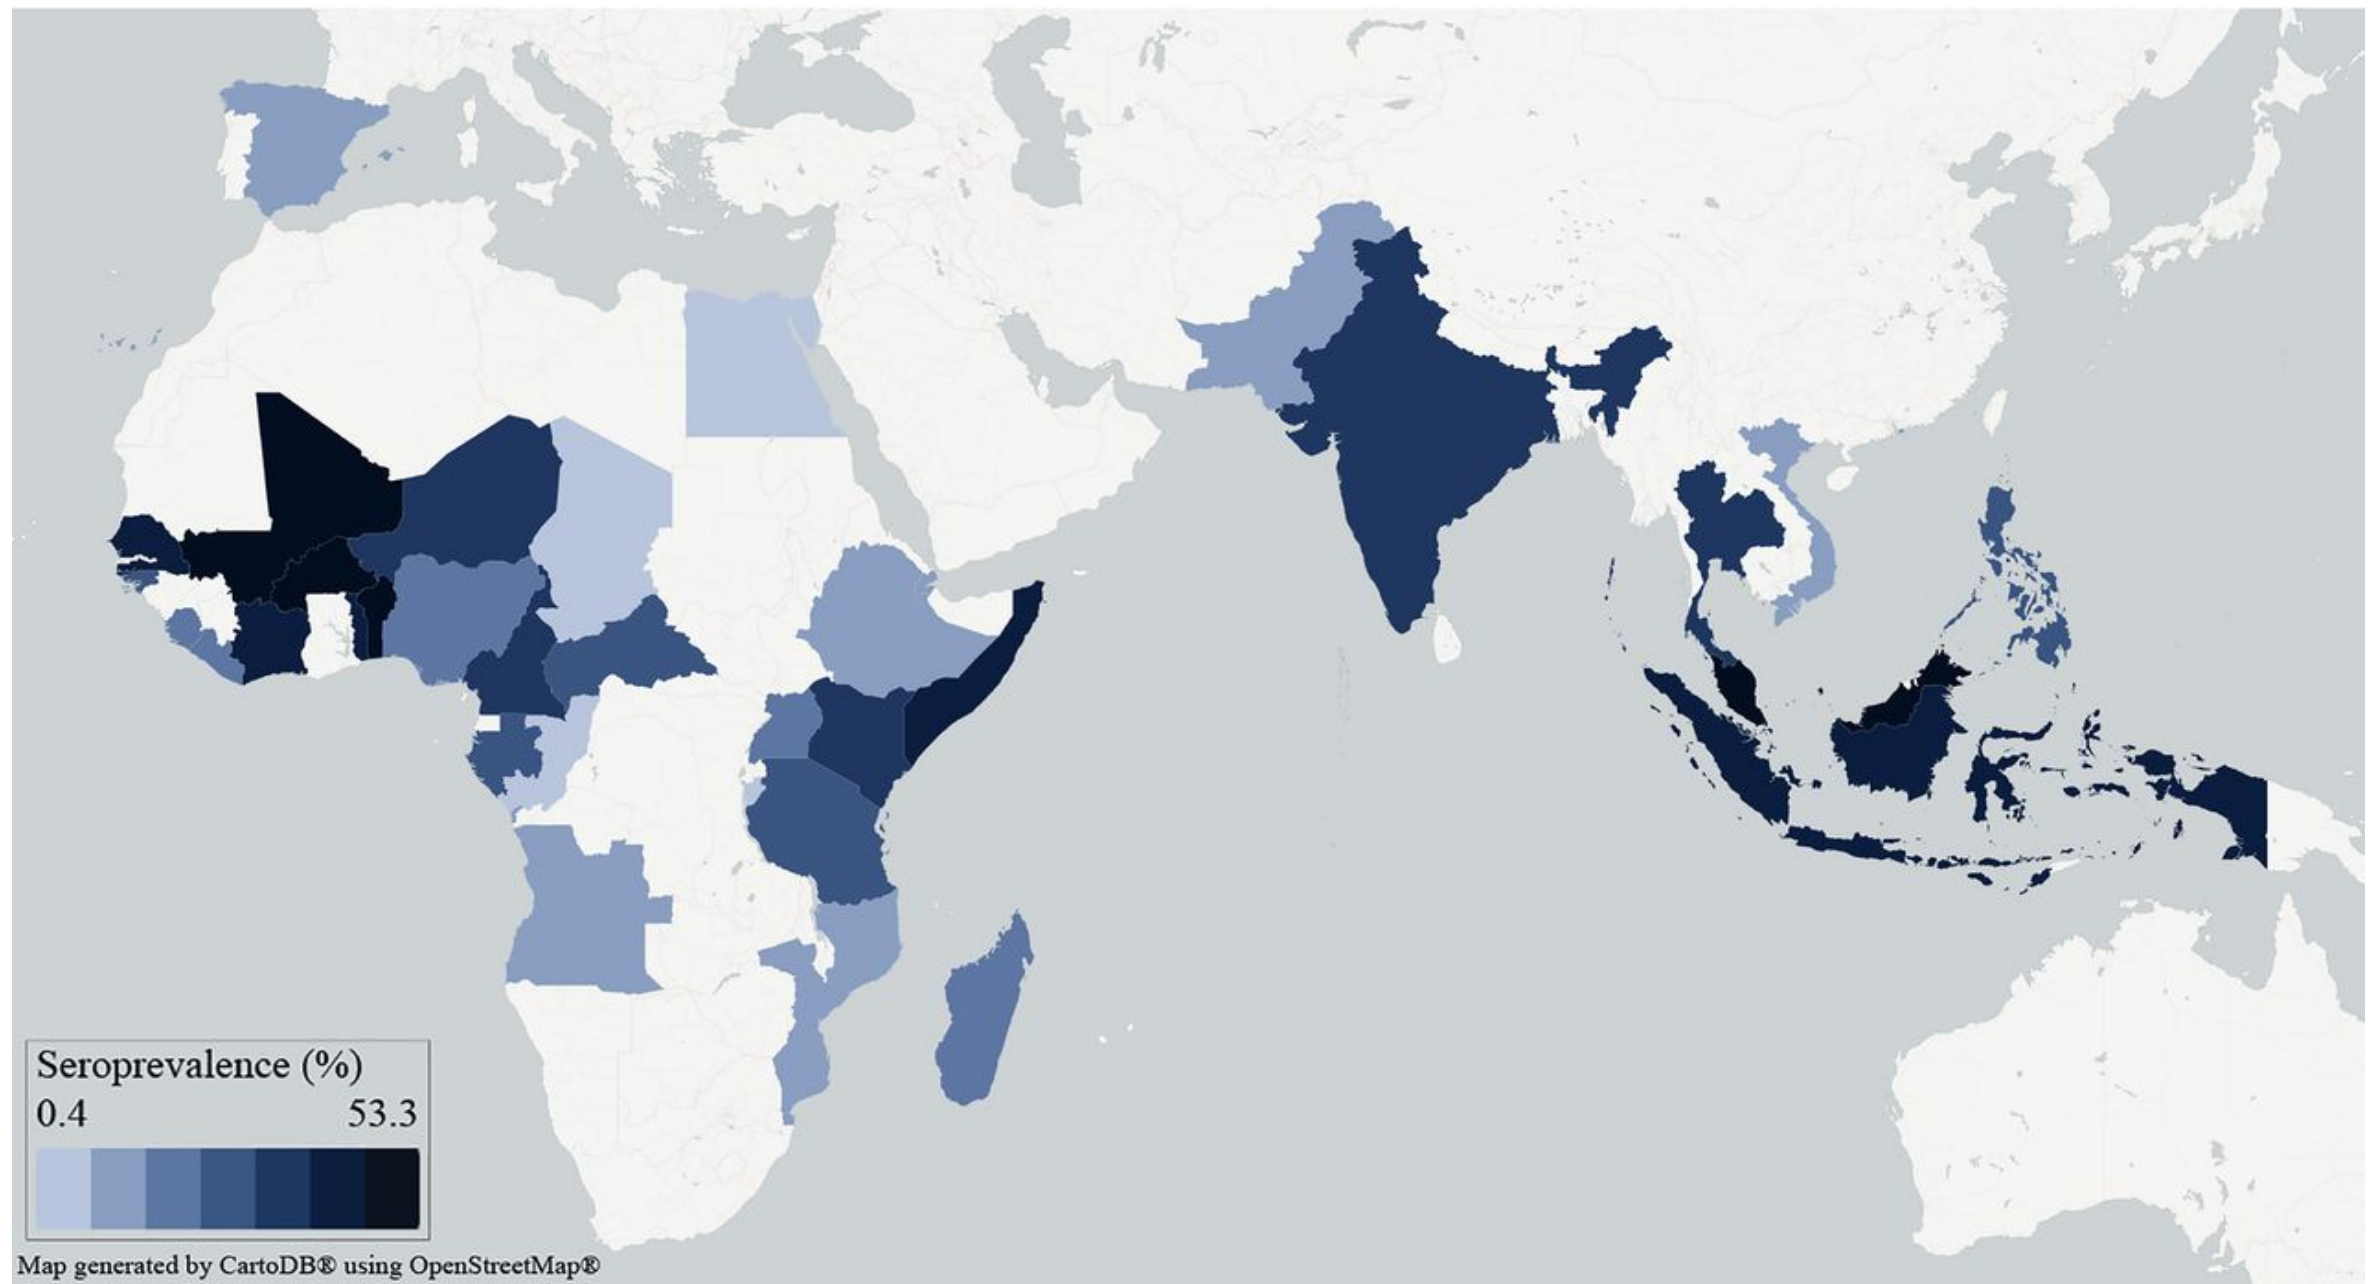 Seroprevalence (%)
0.4 53.3
Map generated by CartoDB® using OpenStreetMap®